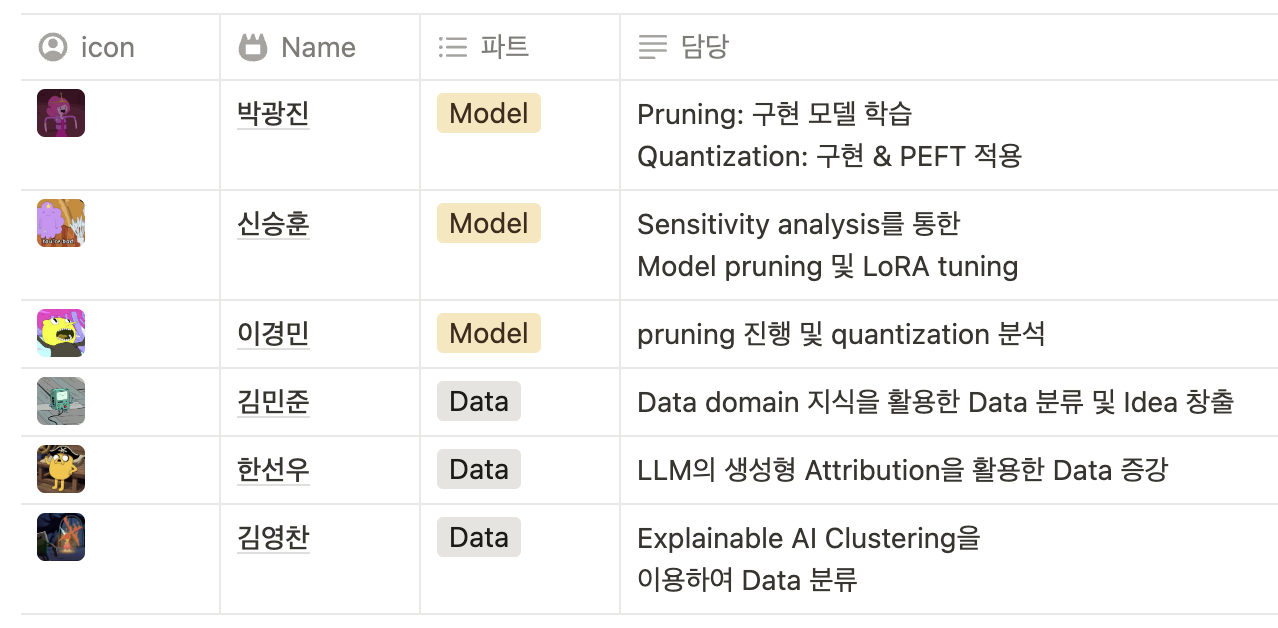 icon Name 파트 담당
박광진 Model Pruning: 구현 모델 학습
Quantization: 구현 & PEFT 적용
신승훈 Model Sensitivity analysis를 통한
Model pruning 및 LoRA tuning
이경민 Model pruning 진행 및 quantization 분석
김민준 Data Data domain 지식을 활용한 Data 분류 및 Idea 창출
한선우 Data LLM의 생성형 Attribution을 활용한 Data 증강
김영찬 Data Explainable AI Clustering을
이용하여 Data 분류